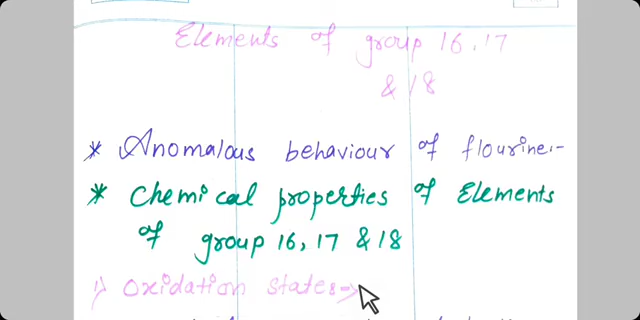 Elements of group 16, 17
& 18
* Anomalous behaviour of flourine:-
* Chemical properties of Elements
of group 16, 17 & 18
1) Oxidation states →